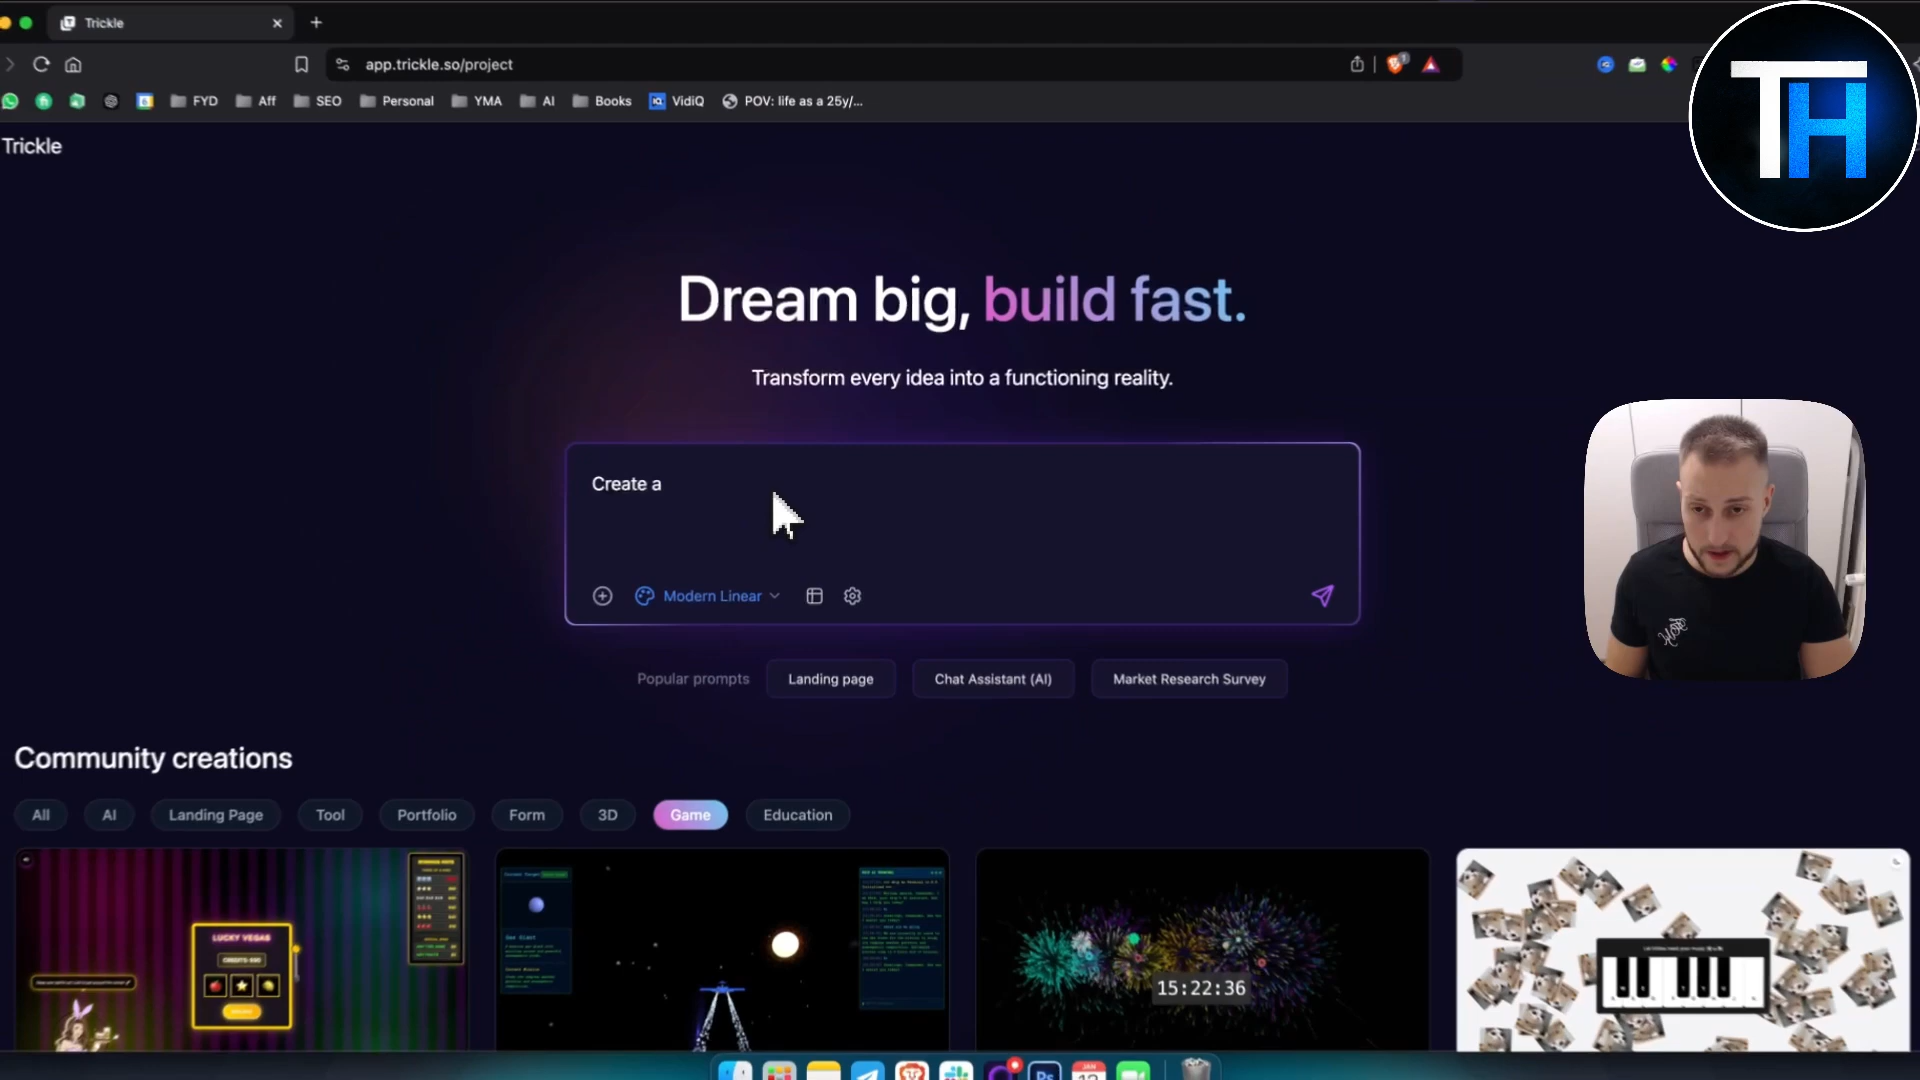 Trickle
app.trickle.so/project
FYD
Aff
SEO
Personal
YMA
AI
Books
VidiQ
POV: life as a 25y/...
TH
Trickle
Dream big, build fast.
Transform every idea into a functioning reality.
Create a
Modern Linear
Popular prompts
Landing page
Chat Assistant (AI)
Market Research Survey
Community creations
All
AI
Landing Page
Tool
Portfolio
Form
3D
Game
Education
LUCKY VEGAS
15:22:36
Ps
JAN